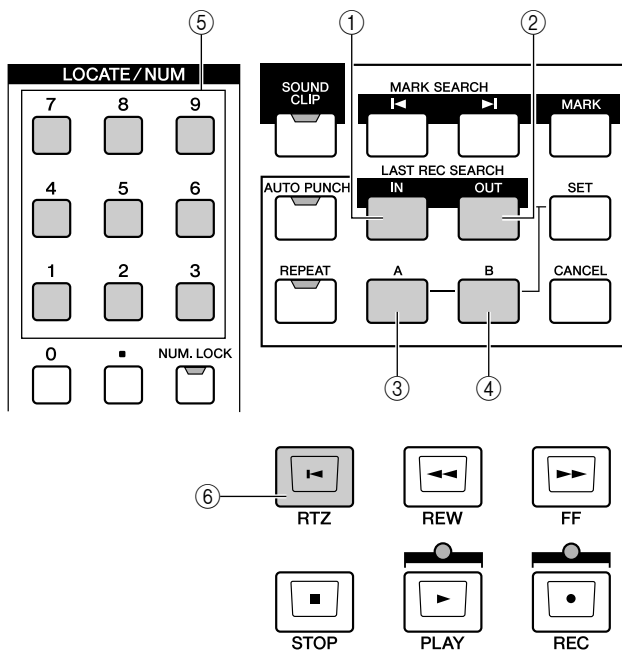 ⑤ ① ②
LOCATE/NUM
7 8 9
4 5 6
1 2 3
0 . NUM. LOCK
SOUND CLIP
MARK SEARCH
MARK
LAST REC SEARCH
AUTO PUNCH IN OUT SET
REPEAT A B CANCEL
③ ④
⑥
RTZ REW FF
STOP PLAY REC